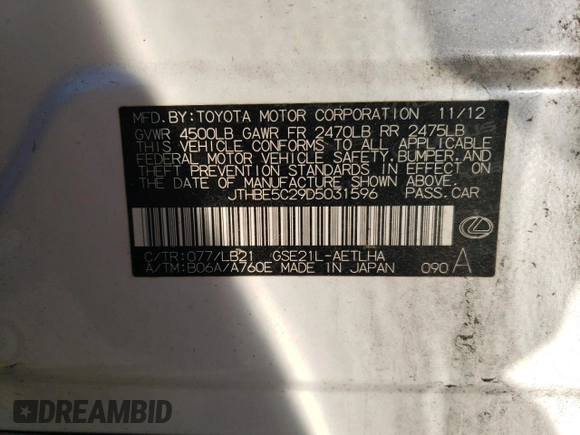 MFD. BY: TOYOTA MOTOR CORPORATION 11/12
GVWR 4500LB GAWR FR 2470LB RR 2475LB
THIS VEHICLE CONFORMS TO ALL APPLICABLE
FEDERAL MOTOR VEHICLE SAFETY, BUMPER, AND
THEFT PREVENTION STANDARDS IN EFFECT ON
THE DATE OF MANUFACTURE SHOWN ABOVE.
JTHBE5C29D5031596 PASS. CAR
C/TR: 077/LB21 GSE21L-AETLHA
A/TM: B06A/A760E MADE IN JAPAN 090 A
DREAMBID